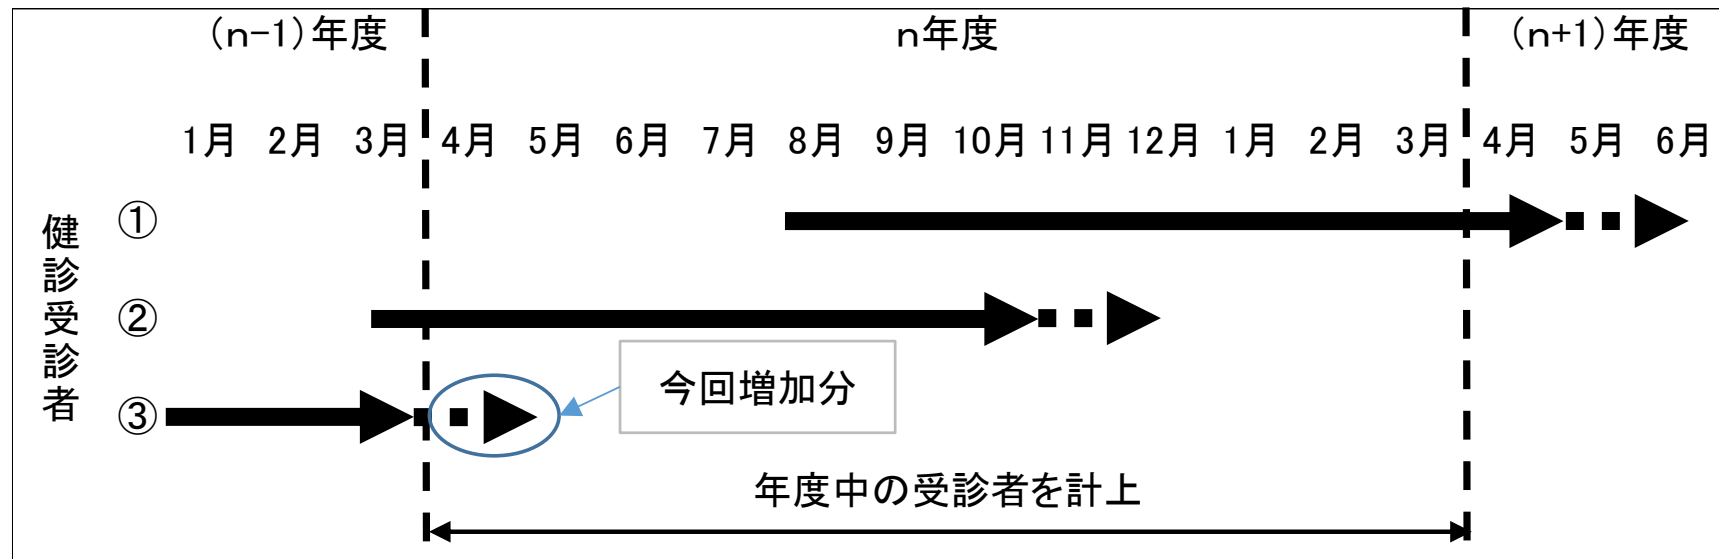 (n-1)年度 n年度 (n+1)年度
1月 2月 3月 4月 5月 6月 7月 8月 9月 10月 11月 12月 1月 2月 3月 4月 5月 6月
健診受診者
①
②
③
今回増加分
年度中の受診者を計上